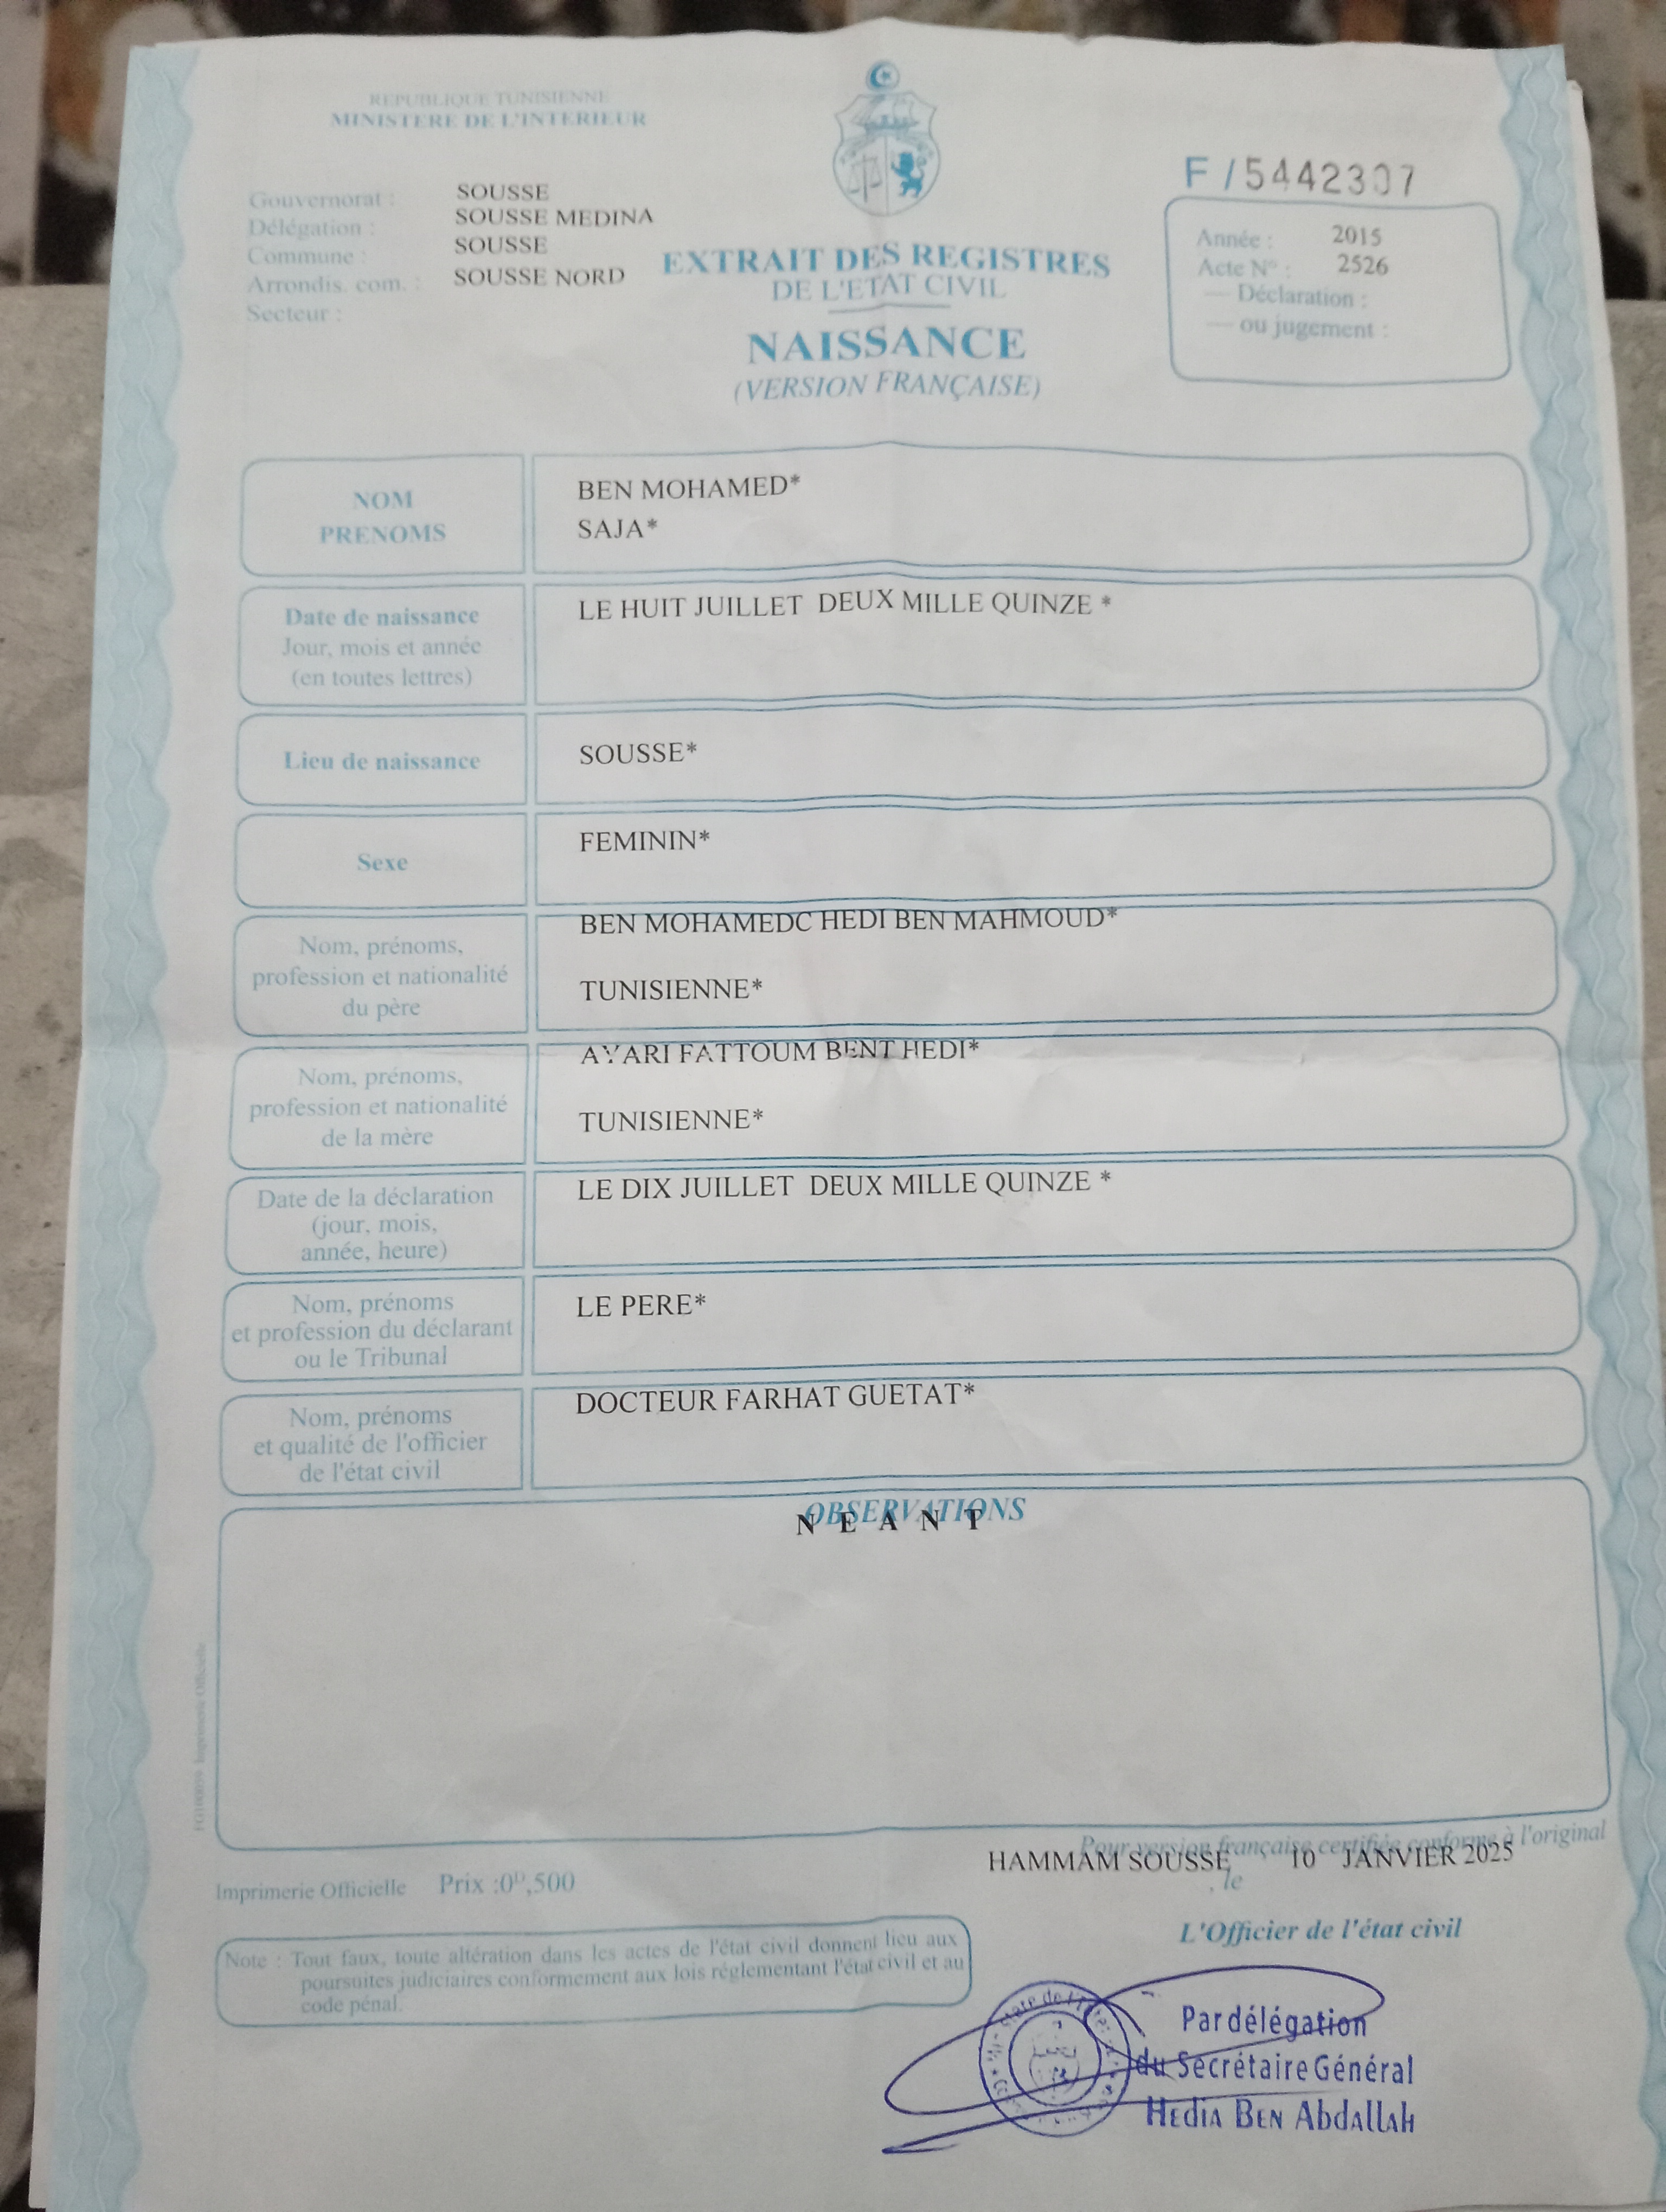 REPUBLIQUE TUNISIENNE
MINISTERE DE L'INTERIEUR
Gouvernorat : SOUSSE
Délégation : SOUSSE MEDINA
Commune : SOUSSE
Arrondis. com. : SOUSSE NORD
Secteur :
EXTRAIT DES REGISTRES
DE L'ETAT CIVIL
NAISSANCE
(VERSION FRANÇAISE)
F / 5442307
Année : 2015
Acte N° : 2526
— Déclaration :
— ou jugement :
NOM
PRENOMS
BEN MOHAMED*
SAJA*
Date de naissance
Jour, mois et année
(en toutes lettres)
LE HUIT JUILLET DEUX MILLE QUINZE *
Lieu de naissance
SOUSSE*
Sexe
FEMININ*
Nom, prénoms,
profession et nationalité
du père
BEN MOHAMEDC HEDI BEN MAHMOUD*
TUNISIENNE*
Nom, prénoms,
profession et nationalité
de la mère
AYARI FATTOUM BENT HEDI*
TUNISIENNE*
Date de la déclaration
(jour, mois,
année, heure)
LE DIX JUILLET DEUX MILLE QUINZE *
Nom, prénoms
et profession du déclarant
ou le Tribunal
LE PERE*
Nom, prénoms
et qualité de l'officier
de l'état civil
DOCTEUR FARHAT GUETAT*
OBSERVATIONS
N E A N T
Pour version française certifiée conforme à l'original
HAMMAM SOUSSE 10 JANVIER 2025
, le
Imprimerie Officielle Prix :0D,500
L'Officier de l'état civil
Note : Tout faux, toute altération dans les actes de l'état civil donnent lieu aux
poursuites judiciaires conformement aux lois réglementant l'état civil et au
code pénal.
Par délégation
du Secrétaire Général
Hedia Ben Abdallah
Imprimerie Officielle